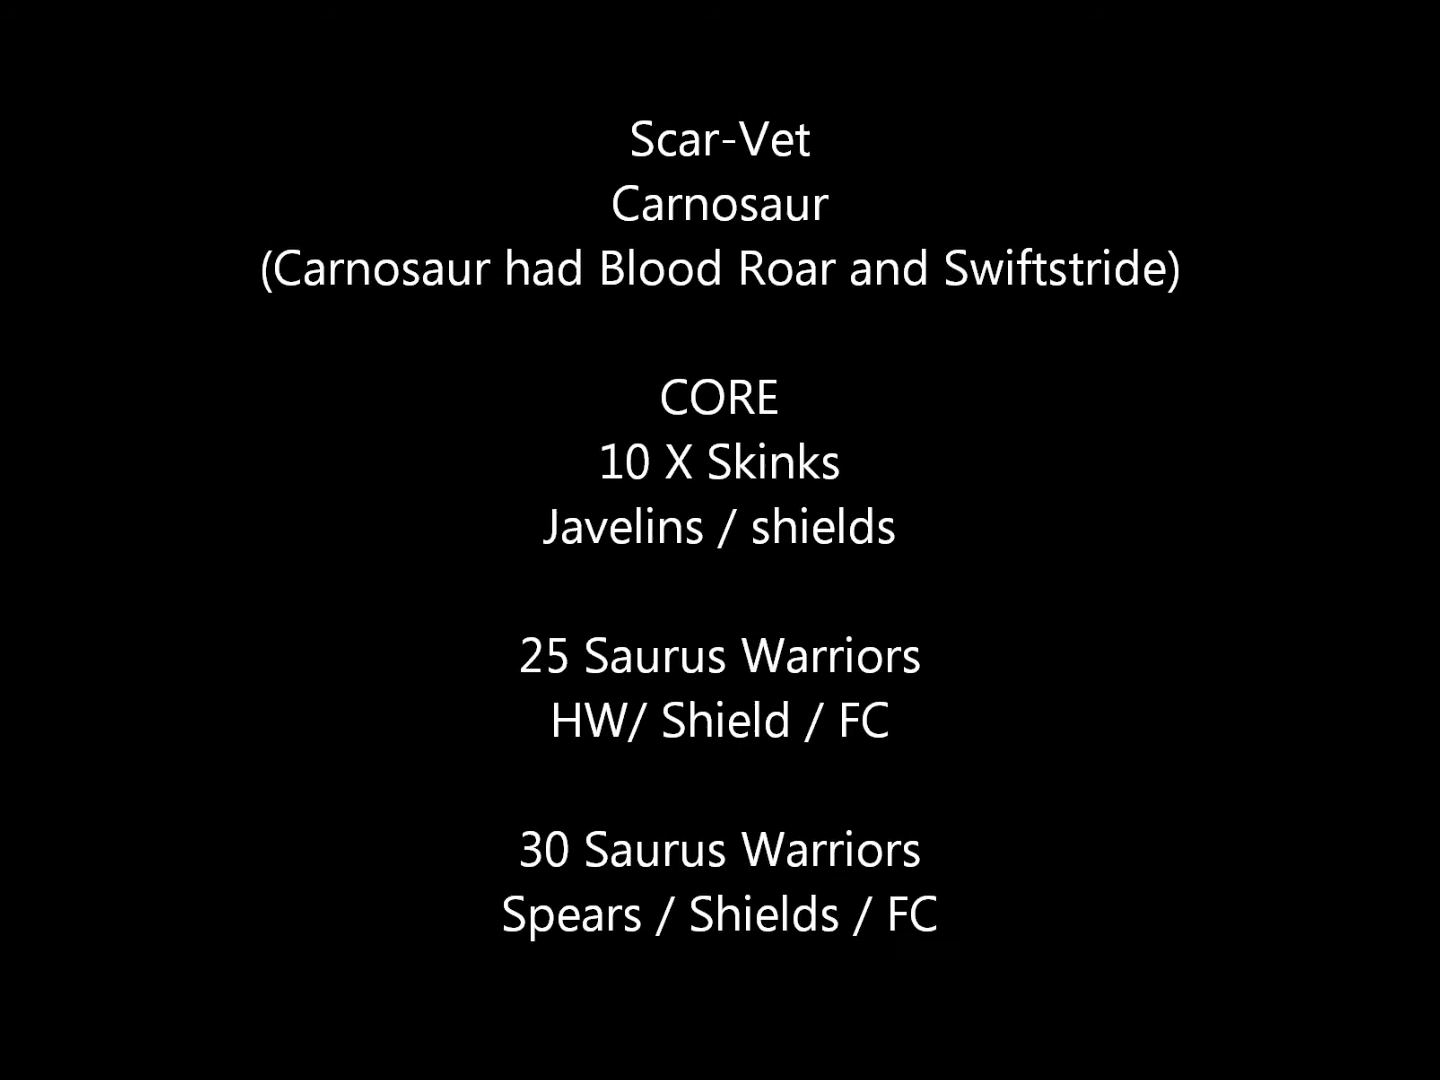 Scar-Vet
Carnosaur
(Carnosaur had Blood Roar and Swiftstride)
CORE
10 X Skinks
Javelins / shields
25 Saurus Warriors
HW/ Shield / FC
30 Saurus Warriors
Spears / Shields / FC